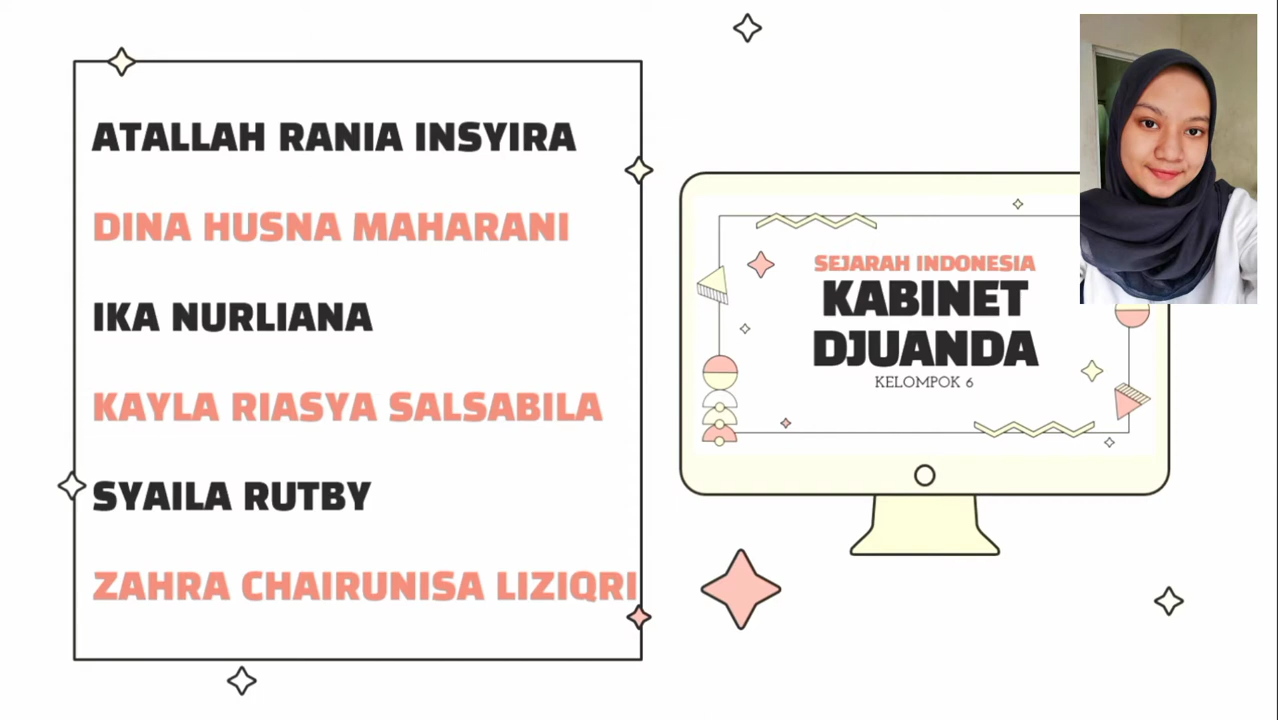 ATALLAH RANIA INSYIRA
DINA HUSNA MAHARANI
IKA NURLIANA
KAYLA RIASYA SALSABILA
SYAILA RUTBY
ZAHRA CHAIRUNISA LIZIQRI
SEJARAH INDONESIA
KABINET
DJUANDA
KELOMPOK 6